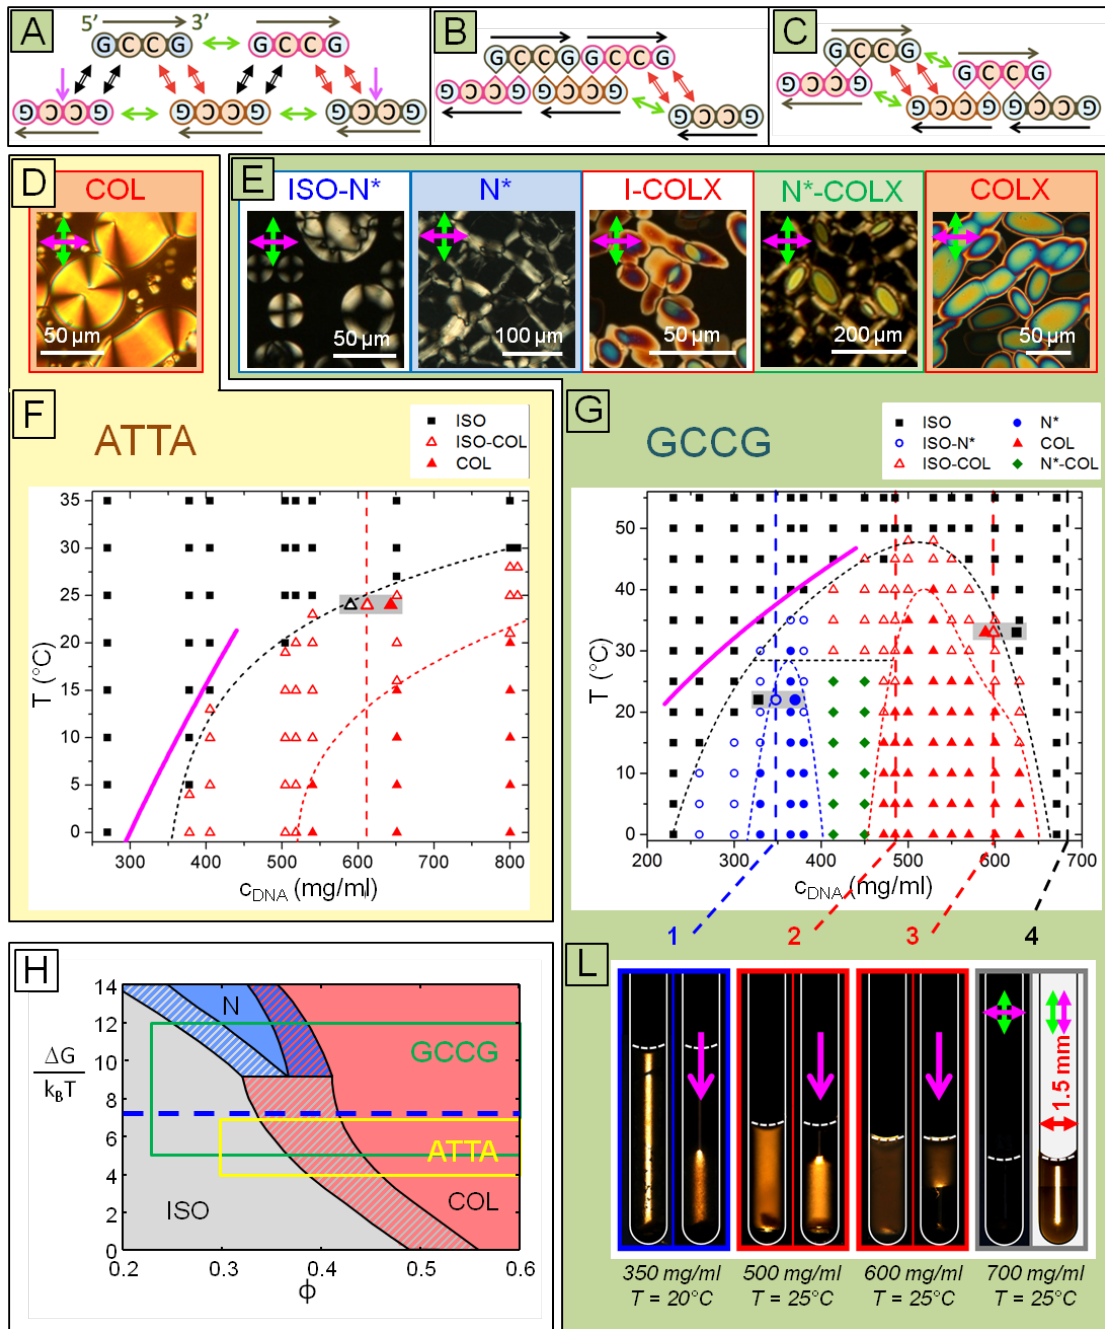 A
5' 3'
G C C G
G C C G
G C C G
G C C G
G C C G
B
G C C G
G C C G
G C C G
G C C G
G C C G
C
G C C G
G C C G
G C C G
G C C G
G C C G
D
COL
50 µm
E
ISO-N*
N*
I-COLX
N*-COLX
COLX
50 µm
100 µm
50 µm
200 µm
50 µm
F
ATTA
ISO
ISO-COL
COL
35
30
25
20
15
10
5
0
T (°C)
300 400 500 600 700 800
cDNA (mg/ml)
G
GCCG
ISO
ISO-N*
ISO-COL
N*
COL
N*-COL
50
40
30
20
10
0
T (°C)
200 300 400 500 600 700
cDNA (mg/ml)
1 2 3 4
H
14
12
10
8
6
4
2
0
ΔG
kBT
N
GCCG
ATTA
ISO
COL
0.2 0.3 0.4 0.5 0.6
ϕ
L
1.5 mm
350 mg/ml
T = 20°C
500 mg/ml
T = 25°C
600 mg/ml
T = 25°C
700 mg/ml
T = 25°C